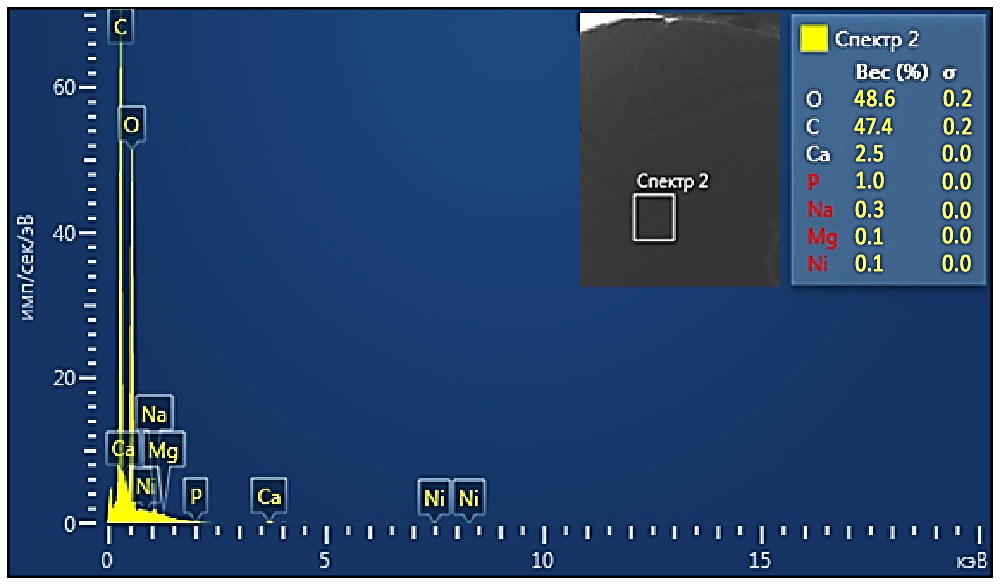 C
O
60
40
20
0
имп/сек/эВ
Na
Ca
Mg
Ni
P
Ca
Ni
Ni
0
5
10
15
кэВ
Спектр 2
Спектр 2
Вес (%) σ
O 48.6 0.2
C 47.4 0.2
Ca 2.5 0.0
P 1.0 0.0
Na 0.3 0.0
Mg 0.1 0.0
Ni 0.1 0.0